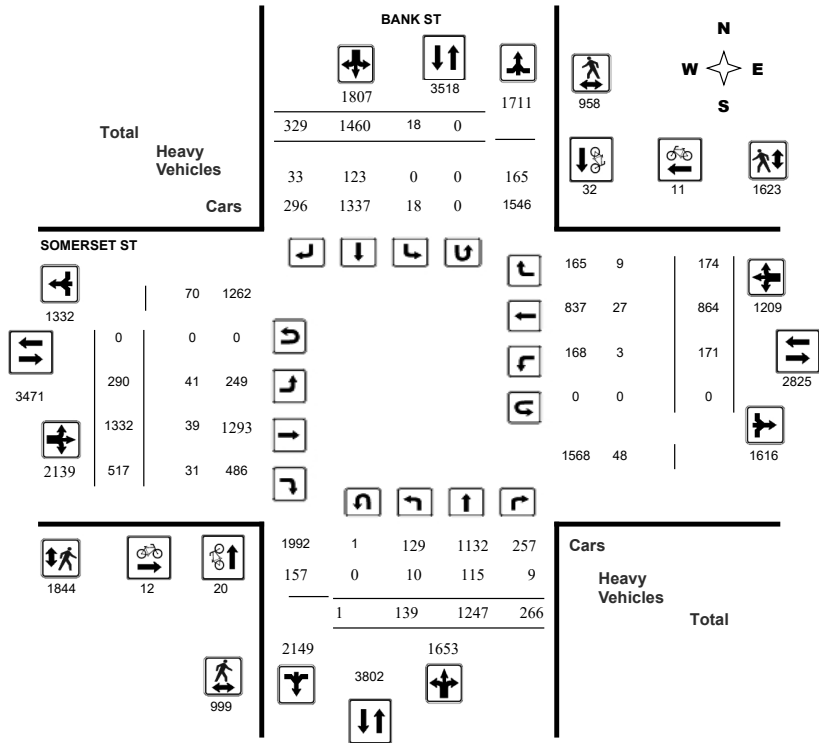 BANK ST
N
W E
S
1807 3518 1711 958
Total 329 1460 18 0
Heavy
Vehicles 33 123 0 0 165
Cars 296 1337 18 0 1546
32 11 1623
SOMERSET ST
1332 70 1262
165 9 174
837 27 864 1209
0 0 0
168 3 171
3471 290 41 249 2825
0 0 0
1332 39 1293
2139 517 31 486
1568 48 1616
1992 1 129 1132 257 Cars
157 0 10 115 9 Heavy
Vehicles
1 139 1247 266 Total
1844 12 20
2149 3802 1653
999